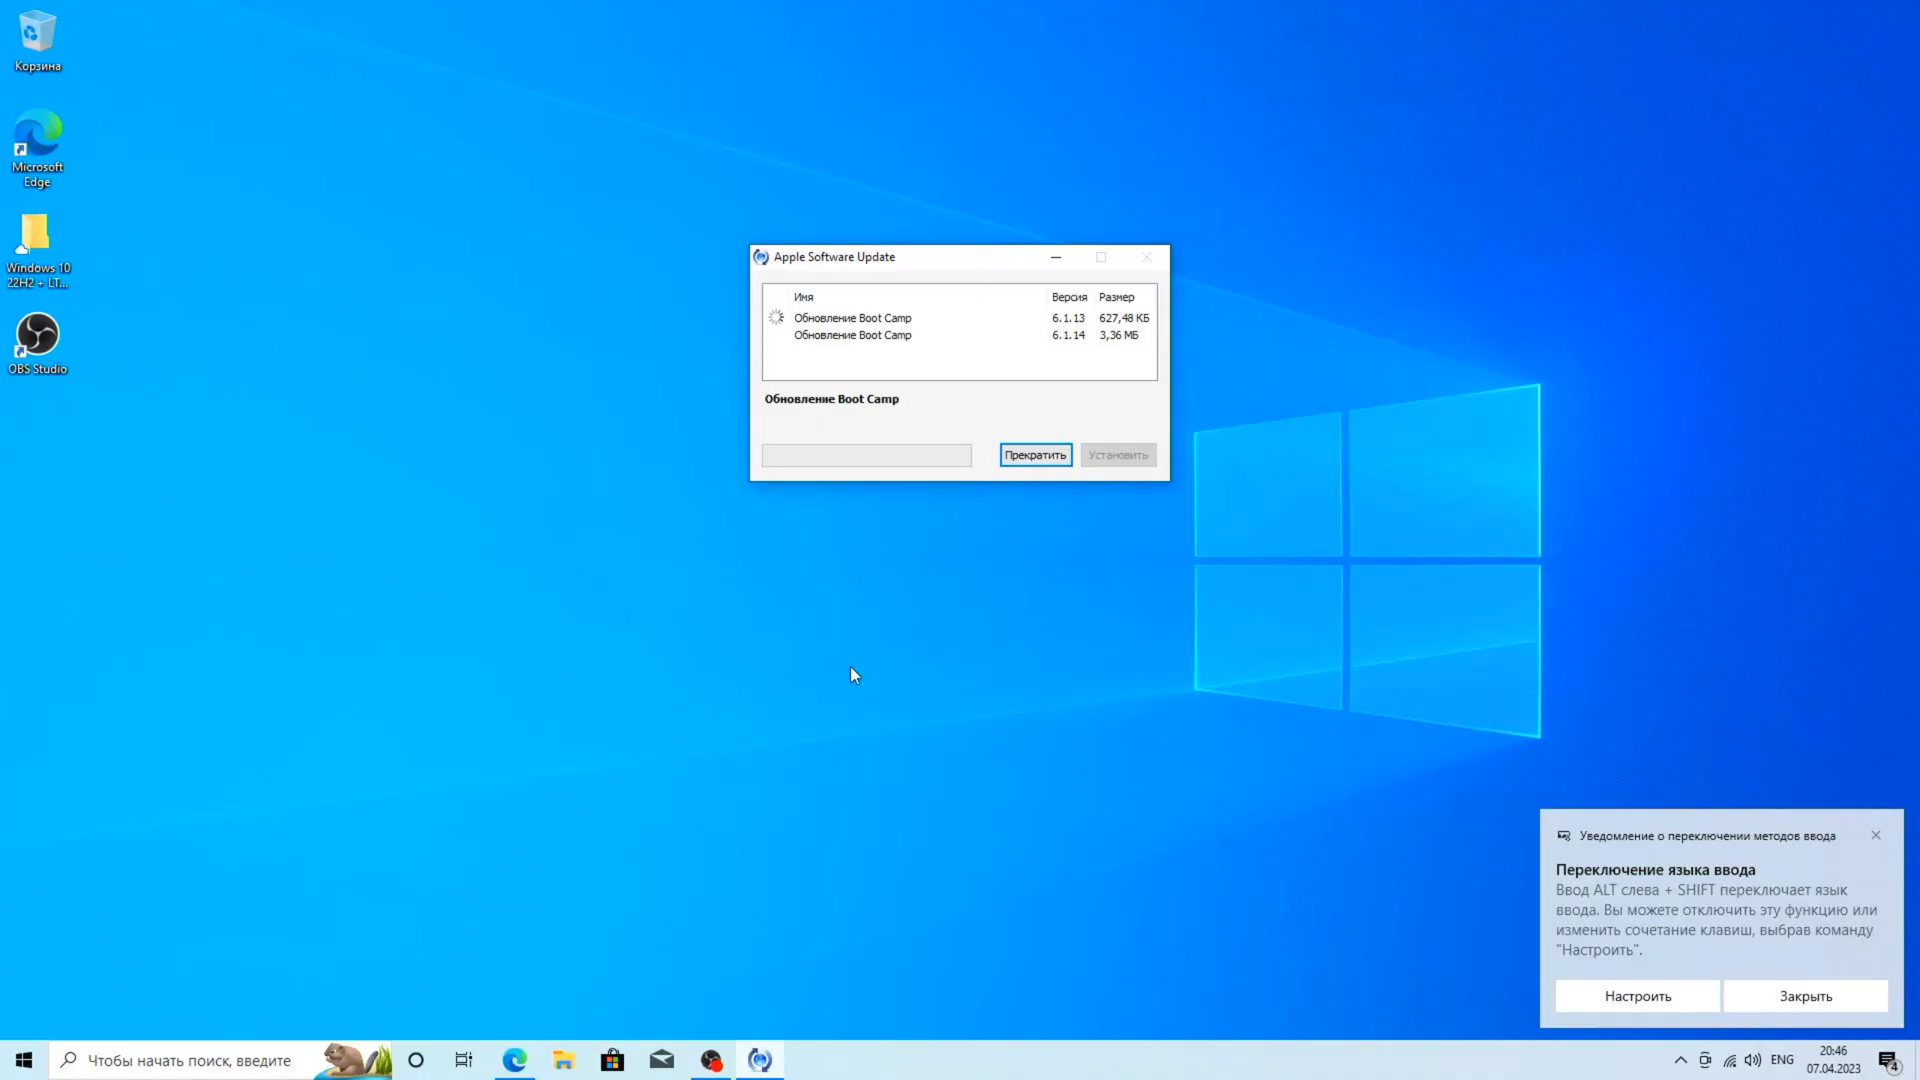 Корзина
Microsoft
Edge
Windows 10
22H2 + LT...
OBS Studio
Apple Software Update
Имя Версия Размер
Обновление Boot Camp 6.1.13 627,48 КБ
Обновление Boot Camp 6.1.14 3,36 МБ
Обновление Boot Camp
Прекратить Установить
Уведомление о переключении методов ввода
Переключение языка ввода
Ввод ALT слева + SHIFT переключает язык
ввода. Вы можете отключить эту функцию или
изменить сочетание клавиш, выбрав команду
"Настроить".
Настроить Закрыть
Чтобы начать поиск, введите
ENG
20:46
07.04.2023
4